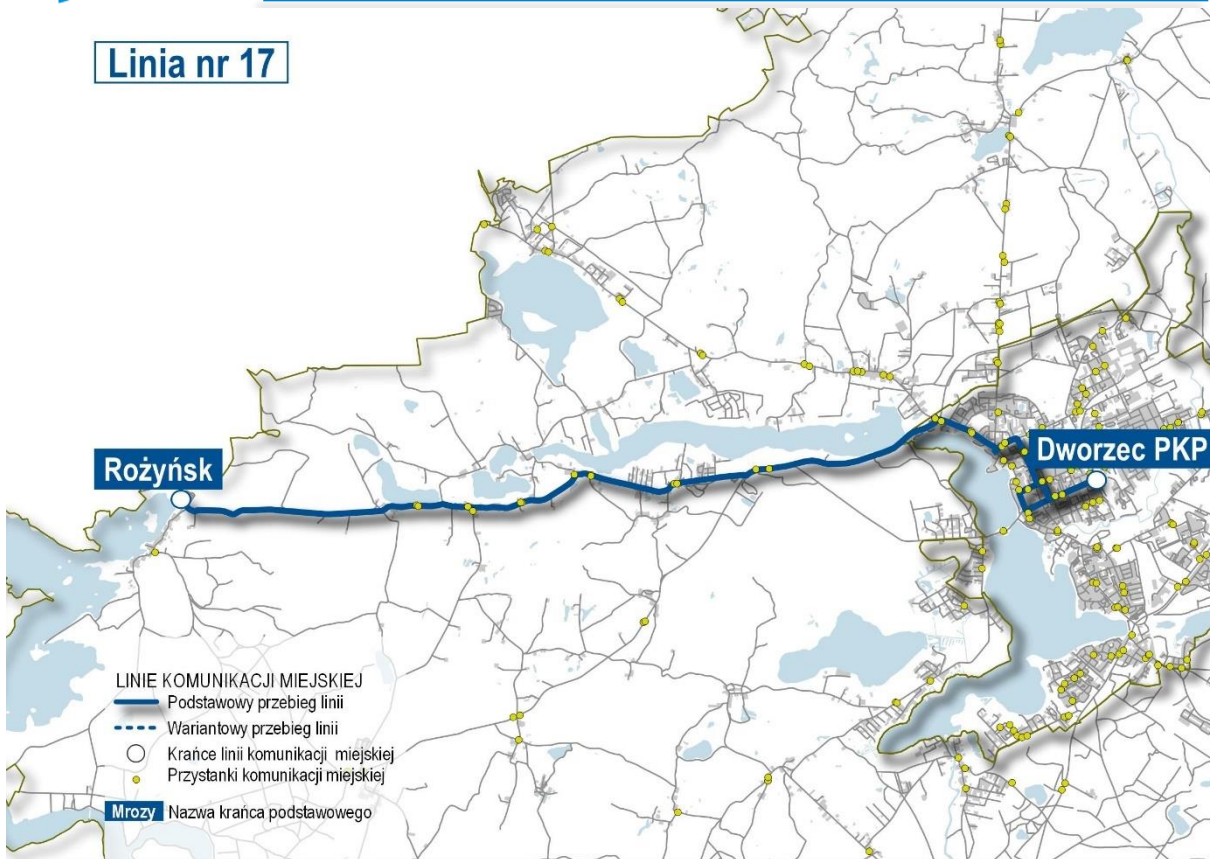 Linia nr 17
Dworzec PKP
Rożyńsk
LINIE KOMUNIKACJI MIEJSKIEJ
Podstawowy przebieg linii
Wariantowy przebieg linii
Krańce linii komunikacji miejskiej
Przystanki komunikacji miejskiej
Mrozy Nazwa krańca podstawowego